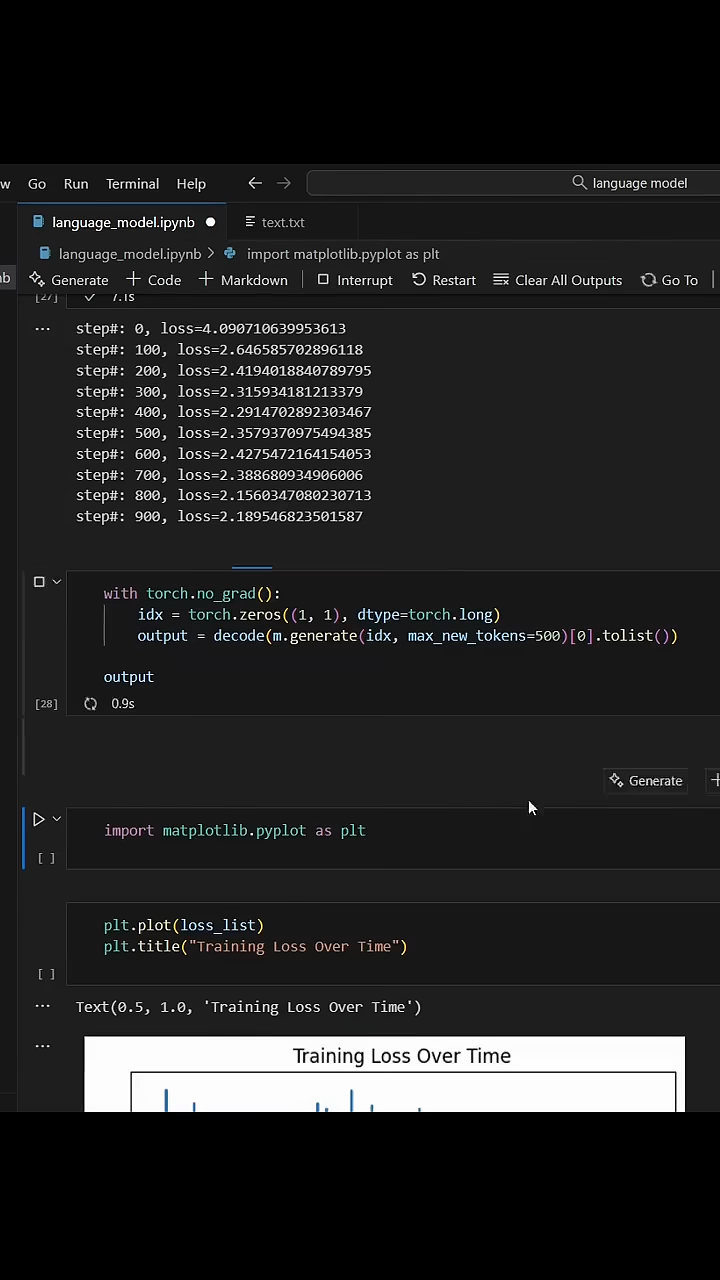 w Go Run Terminal Help language model
language_model.ipynb text.txt
nb language_model.ipynb > import matplotlib.pyplot as plt
Generate + Code + Markdown Interrupt Restart Clear All Outputs Go To
[27] 7.1s
... step#: 0, loss=4.090710639953613
step#: 100, loss=2.646585702896118
step#: 200, loss=2.4194018840789795
step#: 300, loss=2.315934181213379
step#: 400, loss=2.2914702892303467
step#: 500, loss=2.3579370975494385
step#: 600, loss=2.4275472164154053
step#: 700, loss=2.388680934906006
step#: 800, loss=2.1560347080230713
step#: 900, loss=2.189546823501587
with torch.no_grad():
idx = torch.zeros((1, 1), dtype=torch.long)
output = decode(m.generate(idx, max_new_tokens=500)[0].tolist())
output
[28] 0.9s
Generate +
import matplotlib.pyplot as plt
[ ]
plt.plot(loss_list)
plt.title("Training Loss Over Time")
[ ]
... Text(0.5, 1.0, 'Training Loss Over Time')
...
Training Loss Over Time